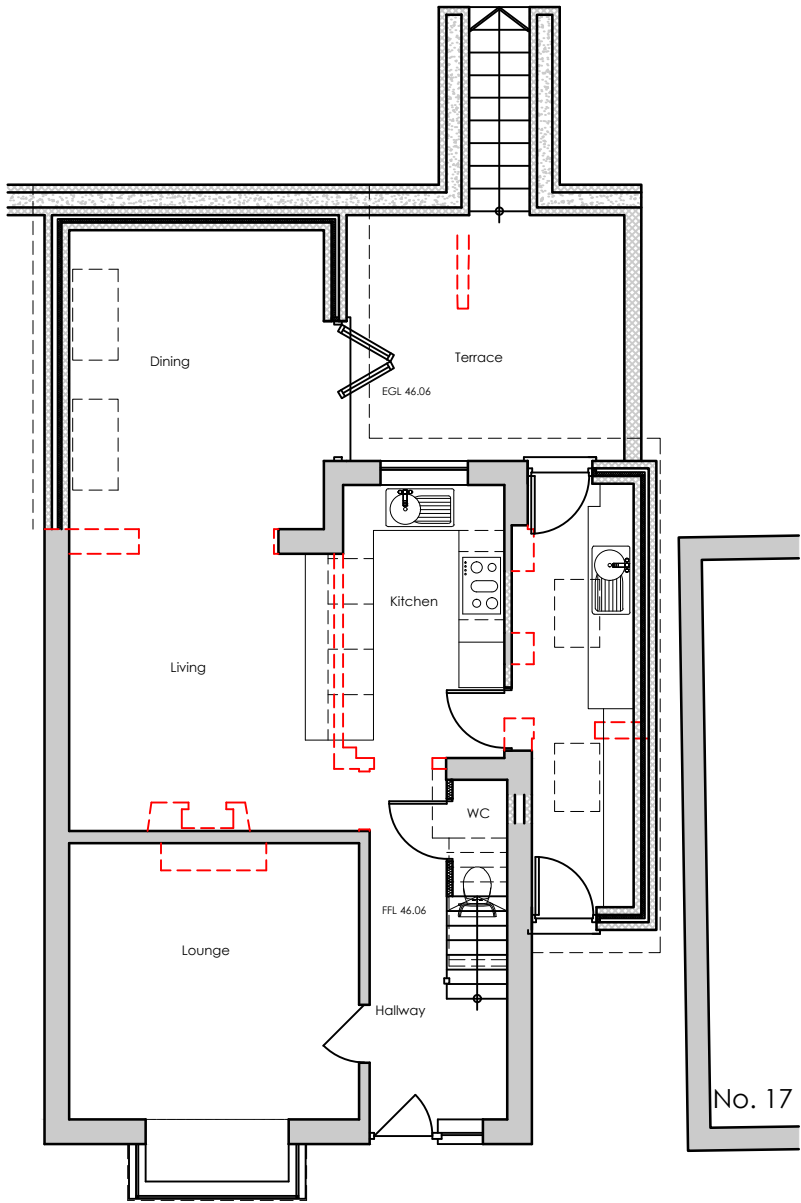 Dining
Terrace
EGL 46.06
Kitchen
Living
WC
FFL 46.06
Lounge
Hallway
No. 17